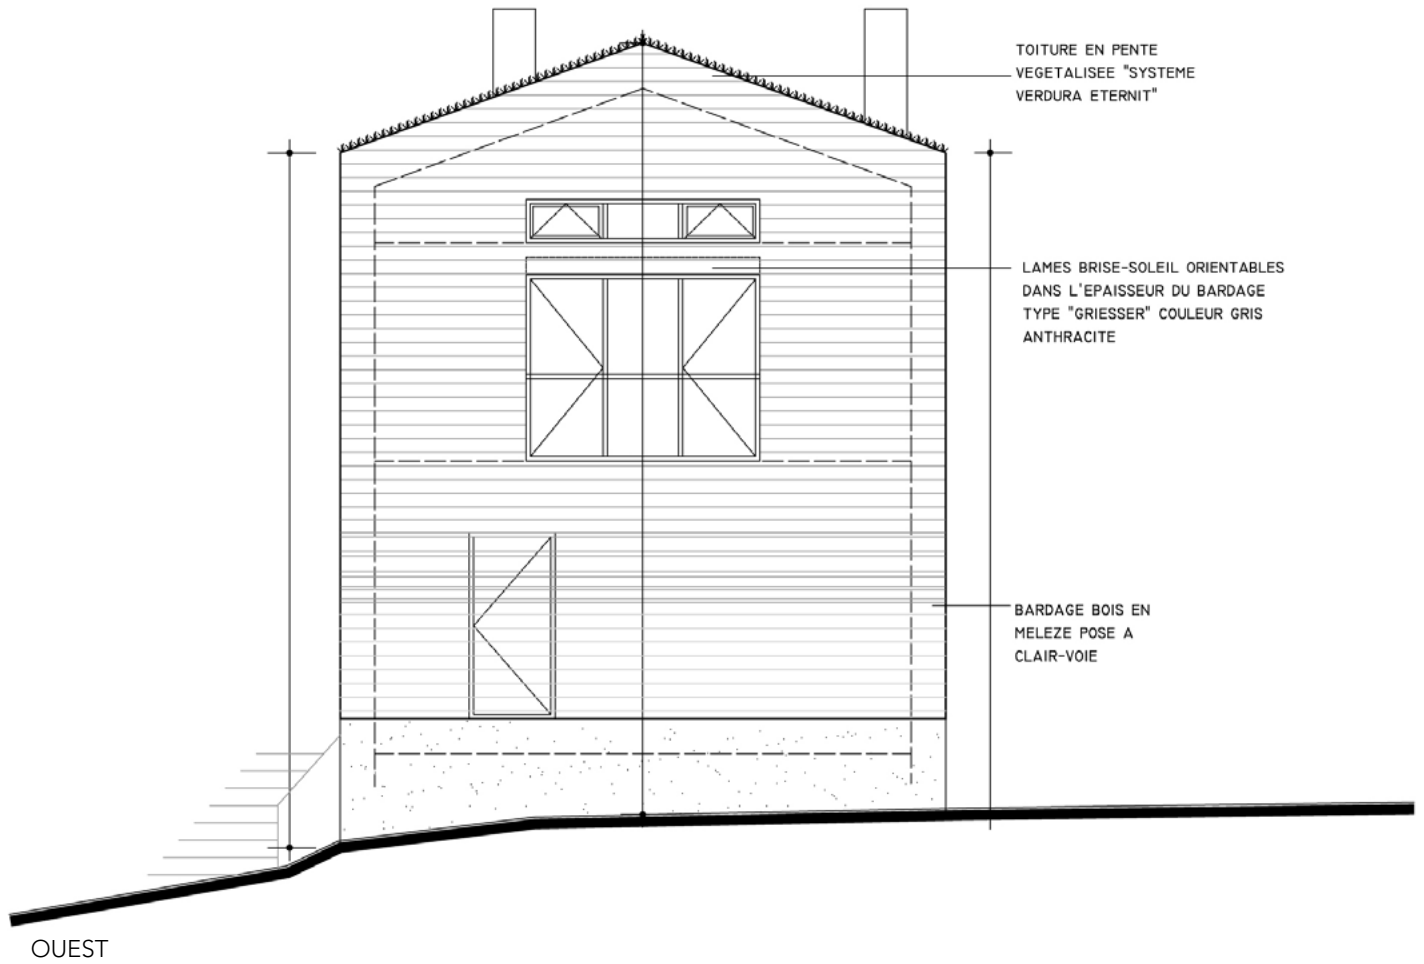 TOITURE EN PENTE
VEGETALISEE "SYSTEME
VERDURA ETERNIT"
LAMES BRISE-SOLEIL ORIENTABLES
DANS L'EPAISSEUR DU BARDAGE
TYPE "GRIESSER" COULEUR GRIS
ANTHRACITE
BARDAGE BOIS EN
MELEZE POSE A
CLAIR-VOIE
OUEST